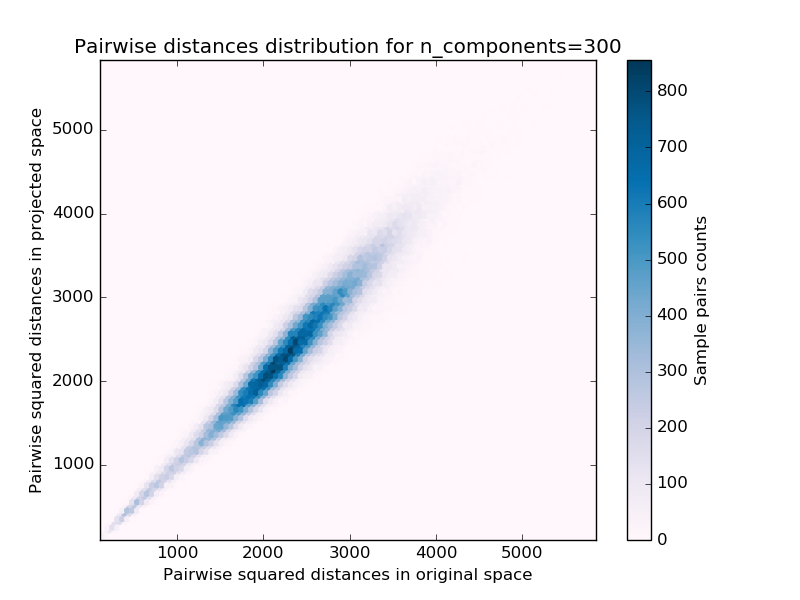 Pairwise distances distribution for n_components=300
Pairwise squared distances in projected space
5000
4000
3000
2000
1000
1000 2000 3000 4000 5000
Pairwise squared distances in original space
800
700
600
500
400
300
200
100
0
Sample pairs counts